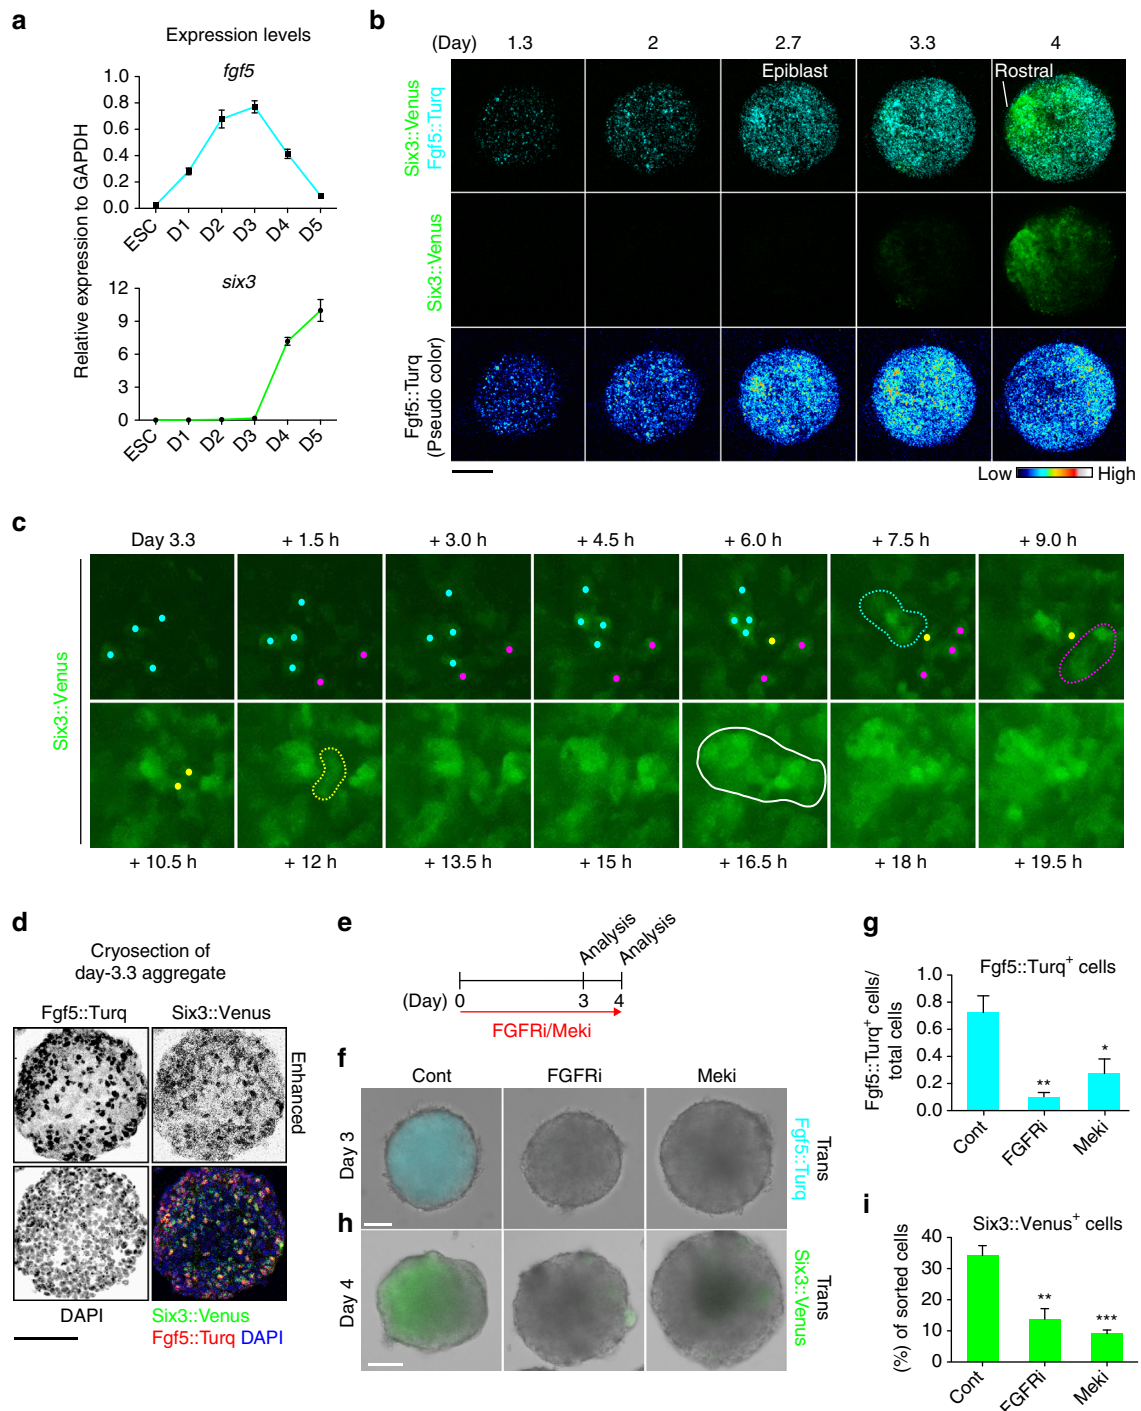 a
Expression levels
fgf5
1.0
0.8
0.6
0.4
0.2
0.0
ESC D1 D2 D3 D4 D5
six3
12
9
6
3
0
ESC D1 D2 D3 D4 D5
Relative expression to GAPDH
b
(Day) 1.3 2 2.7 3.3 4
Epiblast
Rostral
Six3::Venus
Fgf5::Turq
Six3::Venus
Fgf5::Turq
(Pseudo color)
Low High
c
Day 3.3 + 1.5 h + 3.0 h + 4.5 h + 6.0 h + 7.5 h + 9.0 h
Six3::Venus
+ 10.5 h + 12 h + 13.5 h + 15 h + 16.5 h + 18 h + 19.5 h
d
Cryosection of
day-3.3 aggregate
Fgf5::Turq Six3::Venus
Enhanced
DAPI
Six3::Venus
Fgf5::Turq DAPI
e
Analysis
Analysis
(Day) 0 3 4
FGFRi/Meki
f
Cont FGFRi Meki
Day 3
Trans
Fgf5::Turq
h
Day 4
Trans
Six3::Venus
g
Fgf5::Turq+ cells
1.0
0.8
0.6
0.4
0.2
0.0
Fgf5::Turq+ cells/
total cells
**
*
Cont FGFRi Meki
i
Six3::Venus+ cells
40
30
20
10
0
(%) of sorted cells
**
***
Cont FGFRi Meki